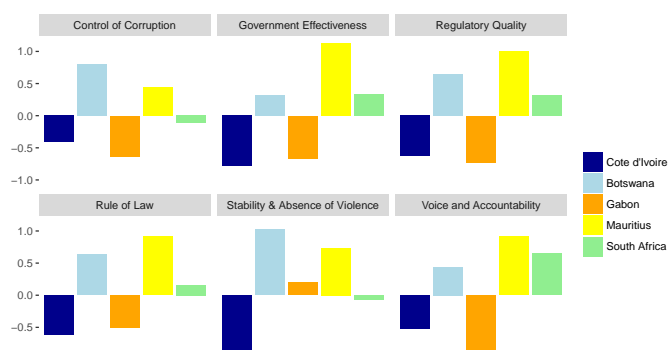 Control of Corruption
Government Effectiveness
Regulatory Quality
1.0
0.5
0.0
−0.5
−1.0
Rule of Law
Stability & Absence of Violence
Voice and Accountability
1.0
0.5
0.0
−0.5
Cote d'Ivoire
Botswana
Gabon
Mauritius
South Africa